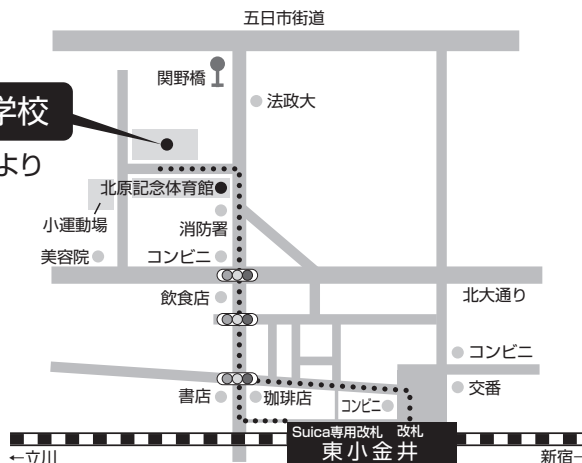 五日市街道
関野橋
法政大
学校
より
北原記念体育館
小運動場
消防署
美容院
コンビニ
飲食店
北大通り
コンビニ
書店
珈琲店
コンビニ
交番
Suica専用改札 改札
東小金井
←立川
新宿→